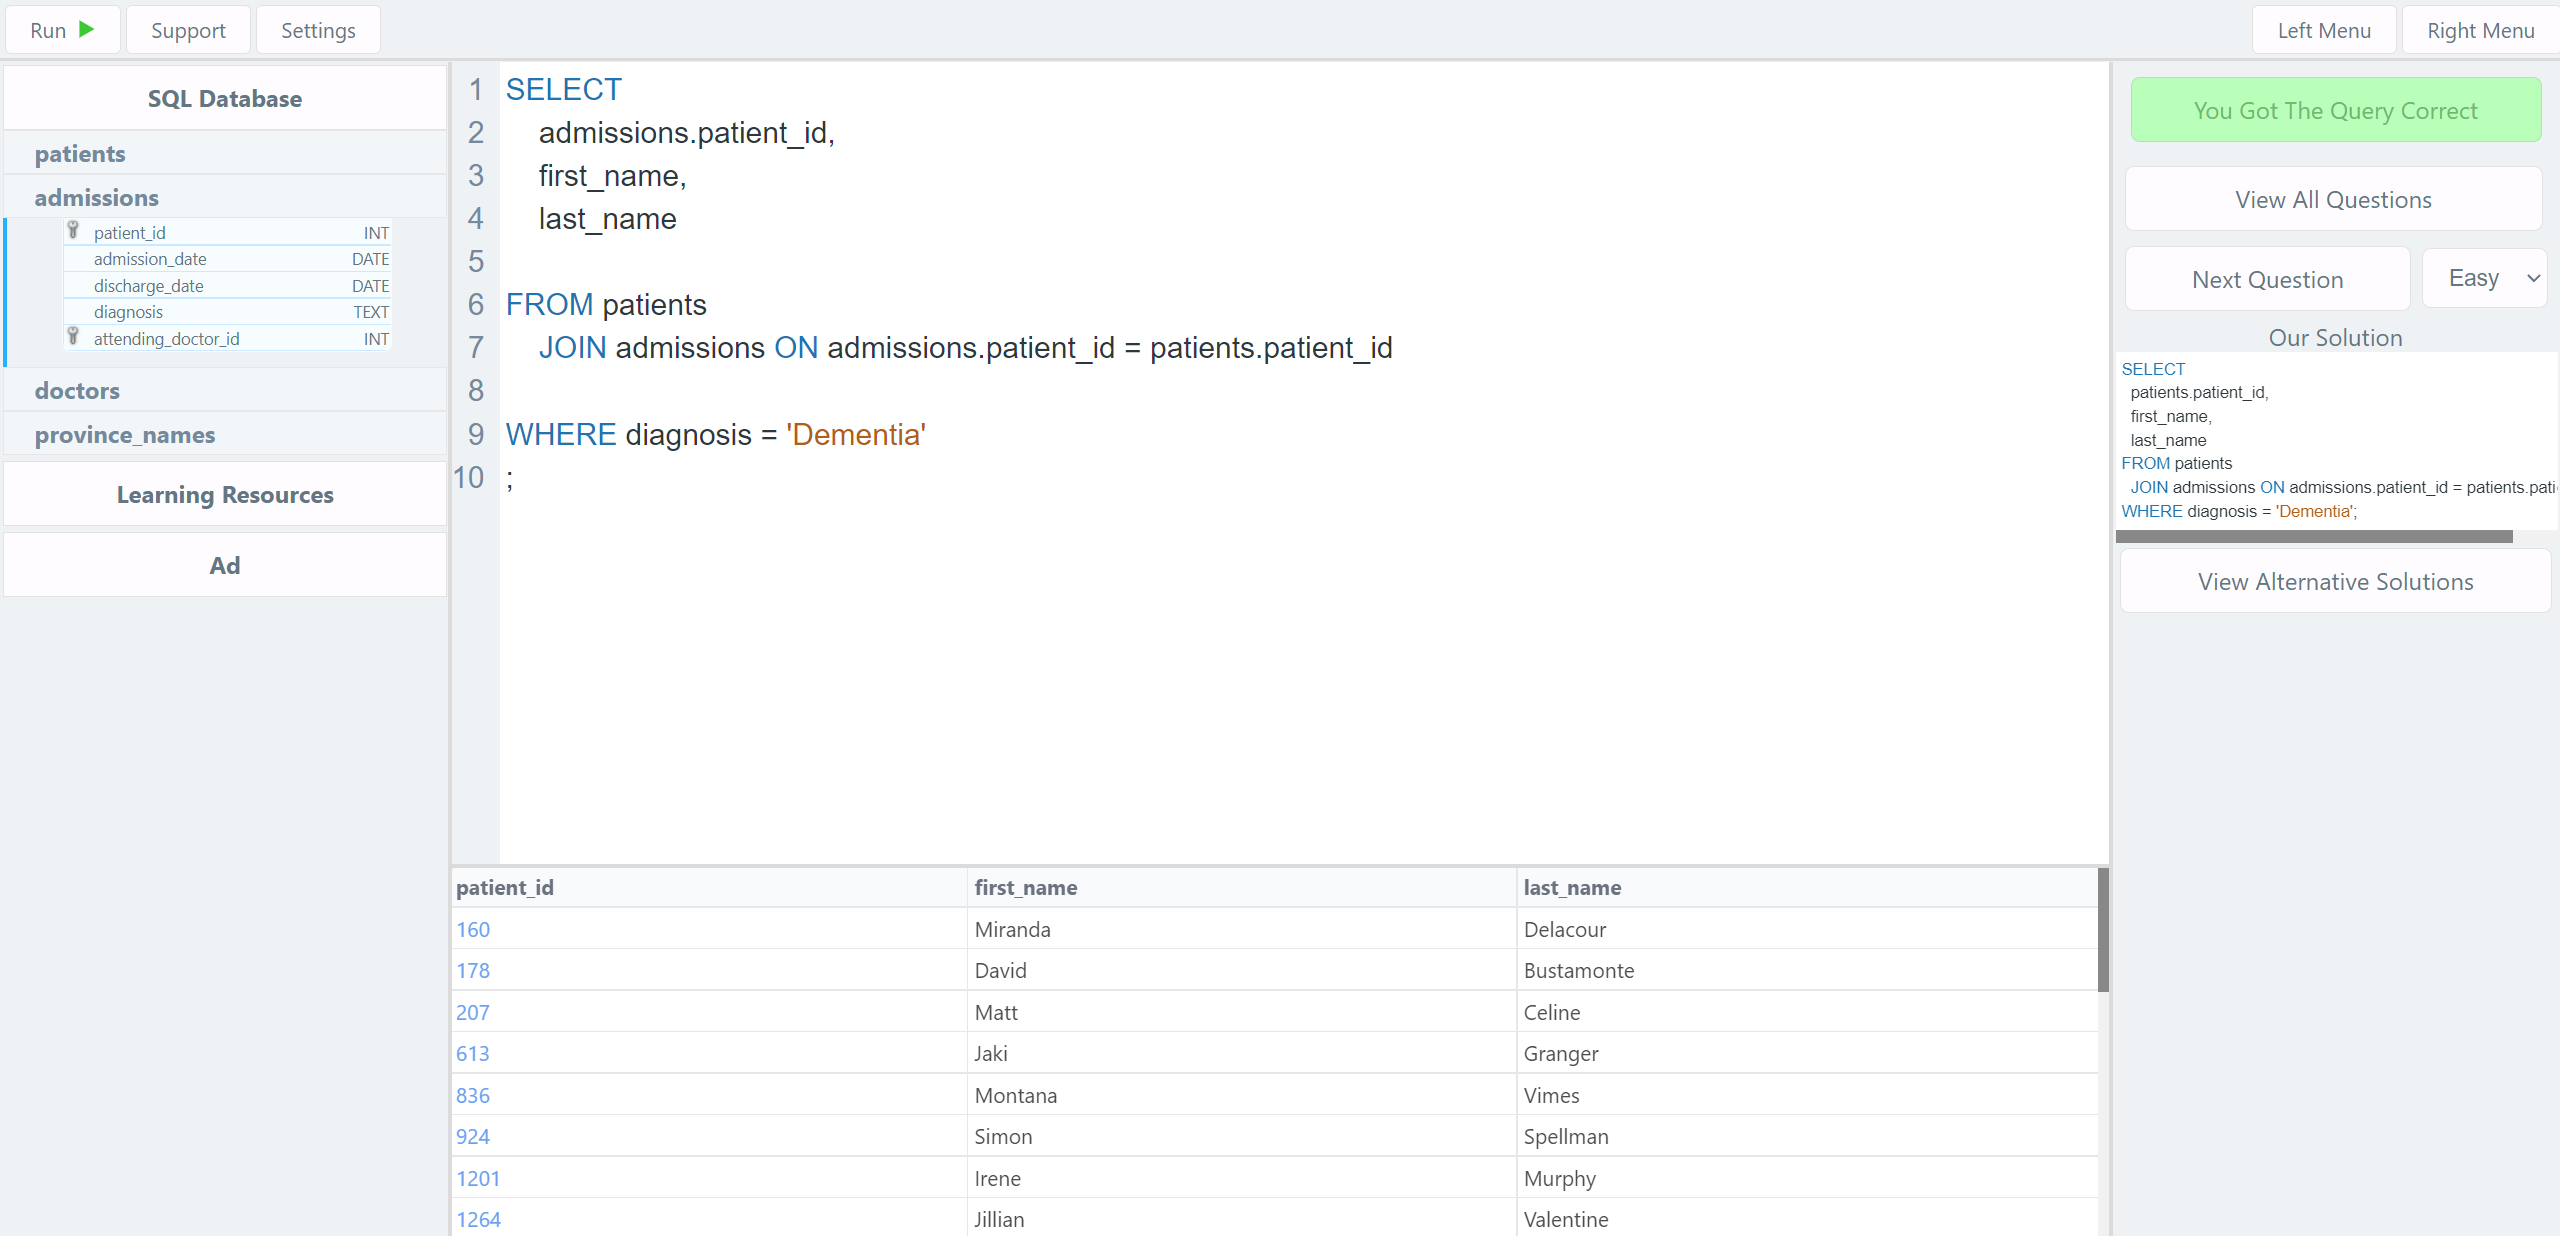 Run Support Settings Left Menu Right Menu
SQL Database
patients
admissions
patient_id INT
admission_date DATE
discharge_date DATE
diagnosis TEXT
attending_doctor_id INT
doctors
province_names
Learning Resources
Ad
1 SELECT
2 admissions.patient_id,
3 first_name,
4 last_name
5
6 FROM patients
7 JOIN admissions ON admissions.patient_id = patients.patient_id
8
9 WHERE diagnosis = 'Dementia'
10 ;
patient_id first_name last_name
160 Miranda Delacour
178 David Bustamonte
207 Matt Celine
613 Jaki Granger
836 Montana Vimes
924 Simon Spellman
1201 Irene Murphy
1264 Jillian Valentine
You Got The Query Correct
View All Questions
Next Question Easy
Our Solution
SELECT
patients.patient_id,
first_name,
last_name
FROM patients
JOIN admissions ON admissions.patient_id = patients.pati
WHERE diagnosis = 'Dementia';
View Alternative Solutions